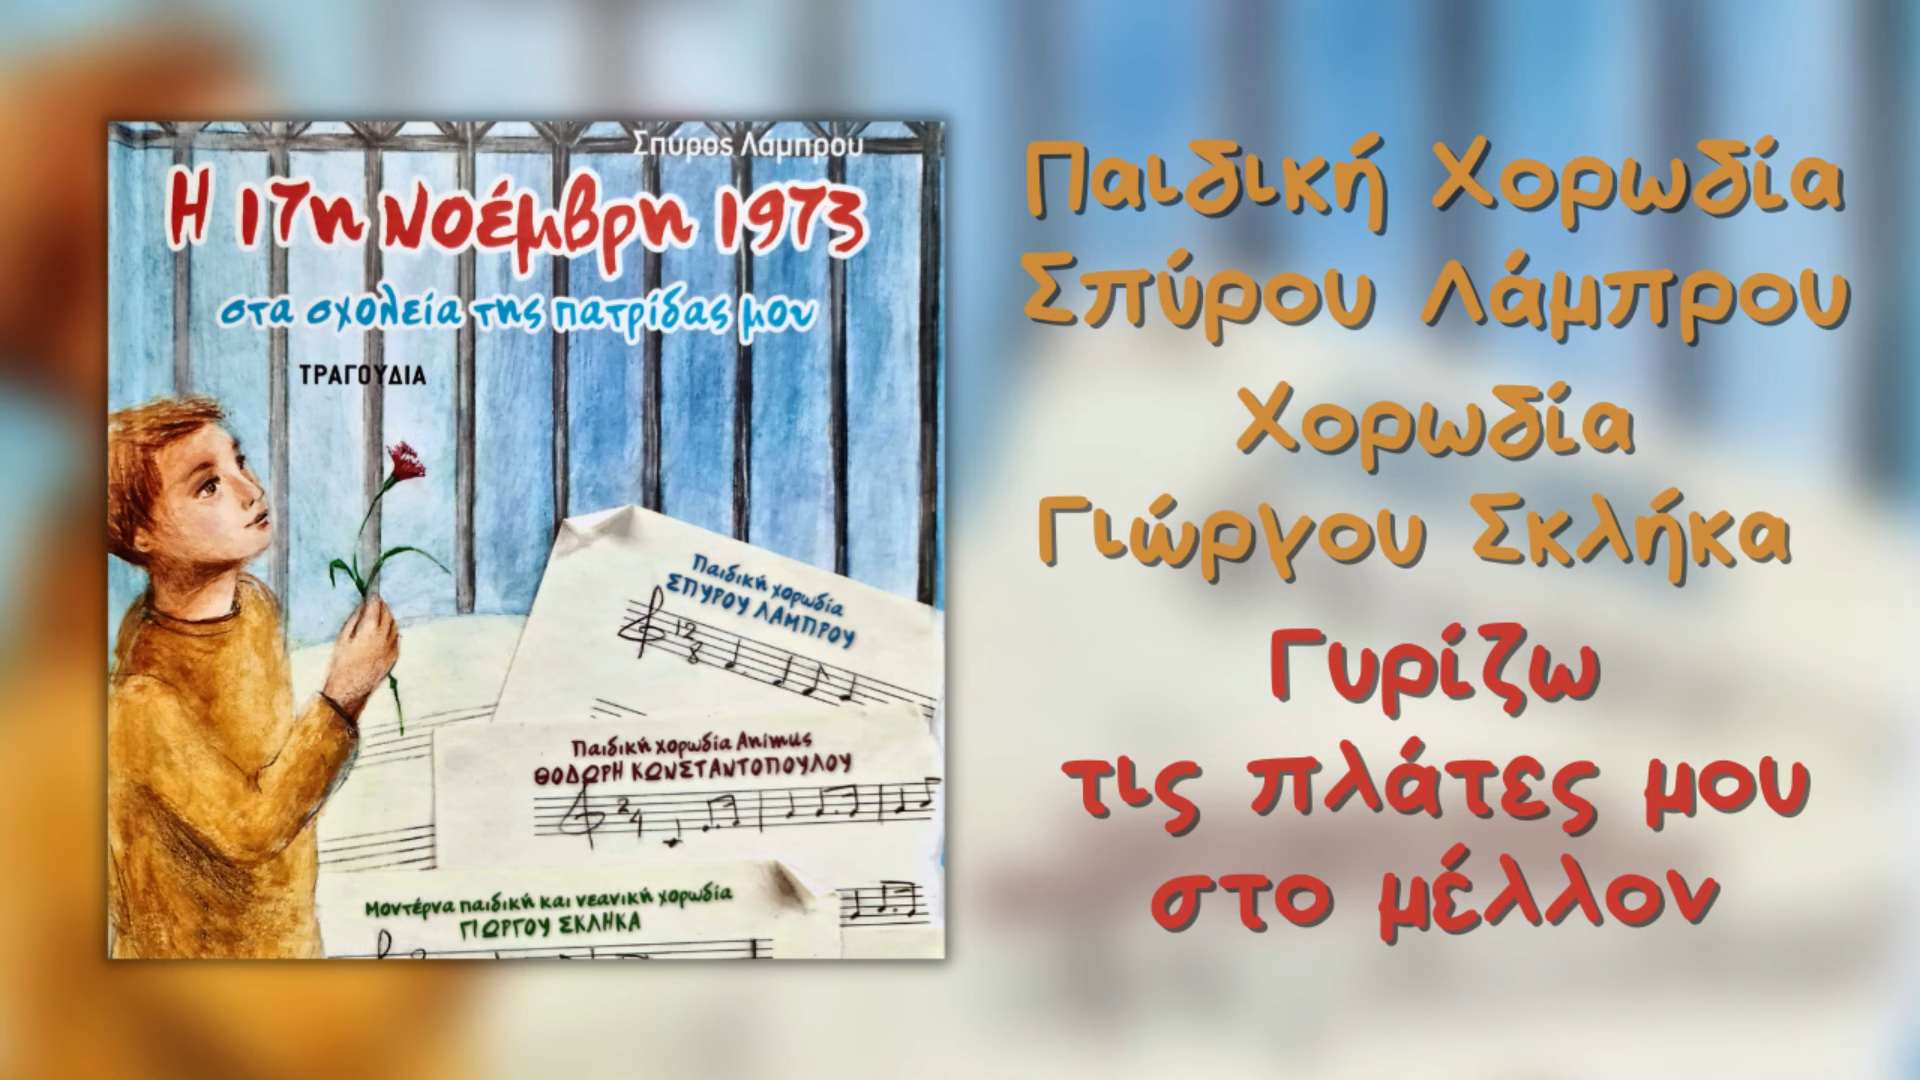 Σπύρος Λάμπρου
Η 17η Νοέμβρη 1973
στα σχολεία της πατρίδας μου
ΤΡΑΓΟΥΔΙΑ
Παιδική χορωδία
ΣΠΥΡΟΥ ΛΑΜΠΡΟΥ
Παιδική χορωδία Animus
ΘΟΔΩΡΗ ΚΩΝΣΤΑΝΤΟΠΟΥΛΟΥ
Μοντέρνα παιδική και νεανική χορωδία
ΓΙΩΡΓΟΥ ΣΚΛΗΚΑ
Παιδική Χορωδία
Σπύρου Λάμπρου
Χορωδία
Γιώργου Σκλήκα
Γυρίζω
τις πλάτες μου
στο μέλλον